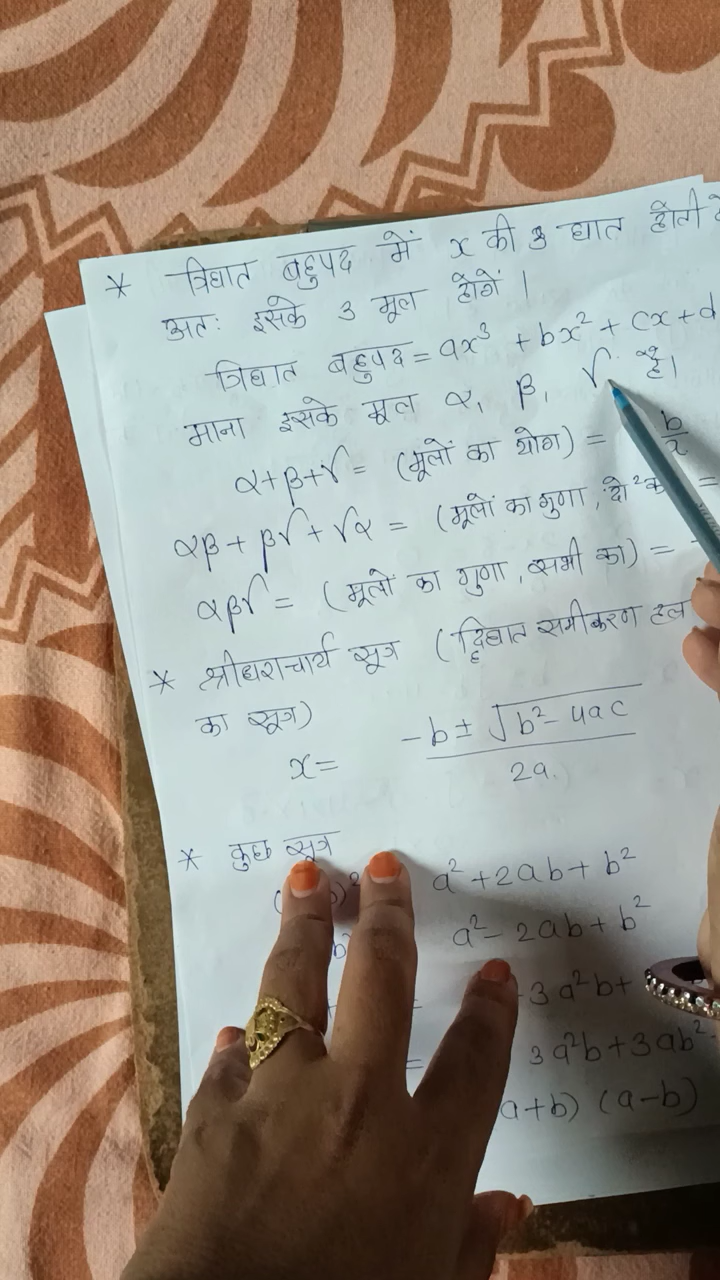 * त्रिघात बहुपद में x की 3 घात होती
अतः इसके 3 मूल होंगें ।
त्रिघात बहुपद = ax³ + bx² + cx + d
माना इसके मूल α, β, γ है।
α+β+γ = (मूलों का योग) = b/a
αβ + βγ + γα = (मूलों का गुणा, दो²क =
αβγ = (मूलों का गुणा, सभी का) = -
* श्रीधराचार्य सूत्र (द्विघात समीकरण हल
का सूत्र)
x = -b ± √b² - 4ac / 2a
* कुछ सूत्र
a² + 2ab + b²
a² - 2ab + b²
3a²b +
= 3a²b + 3ab²
a+b) (a-b)